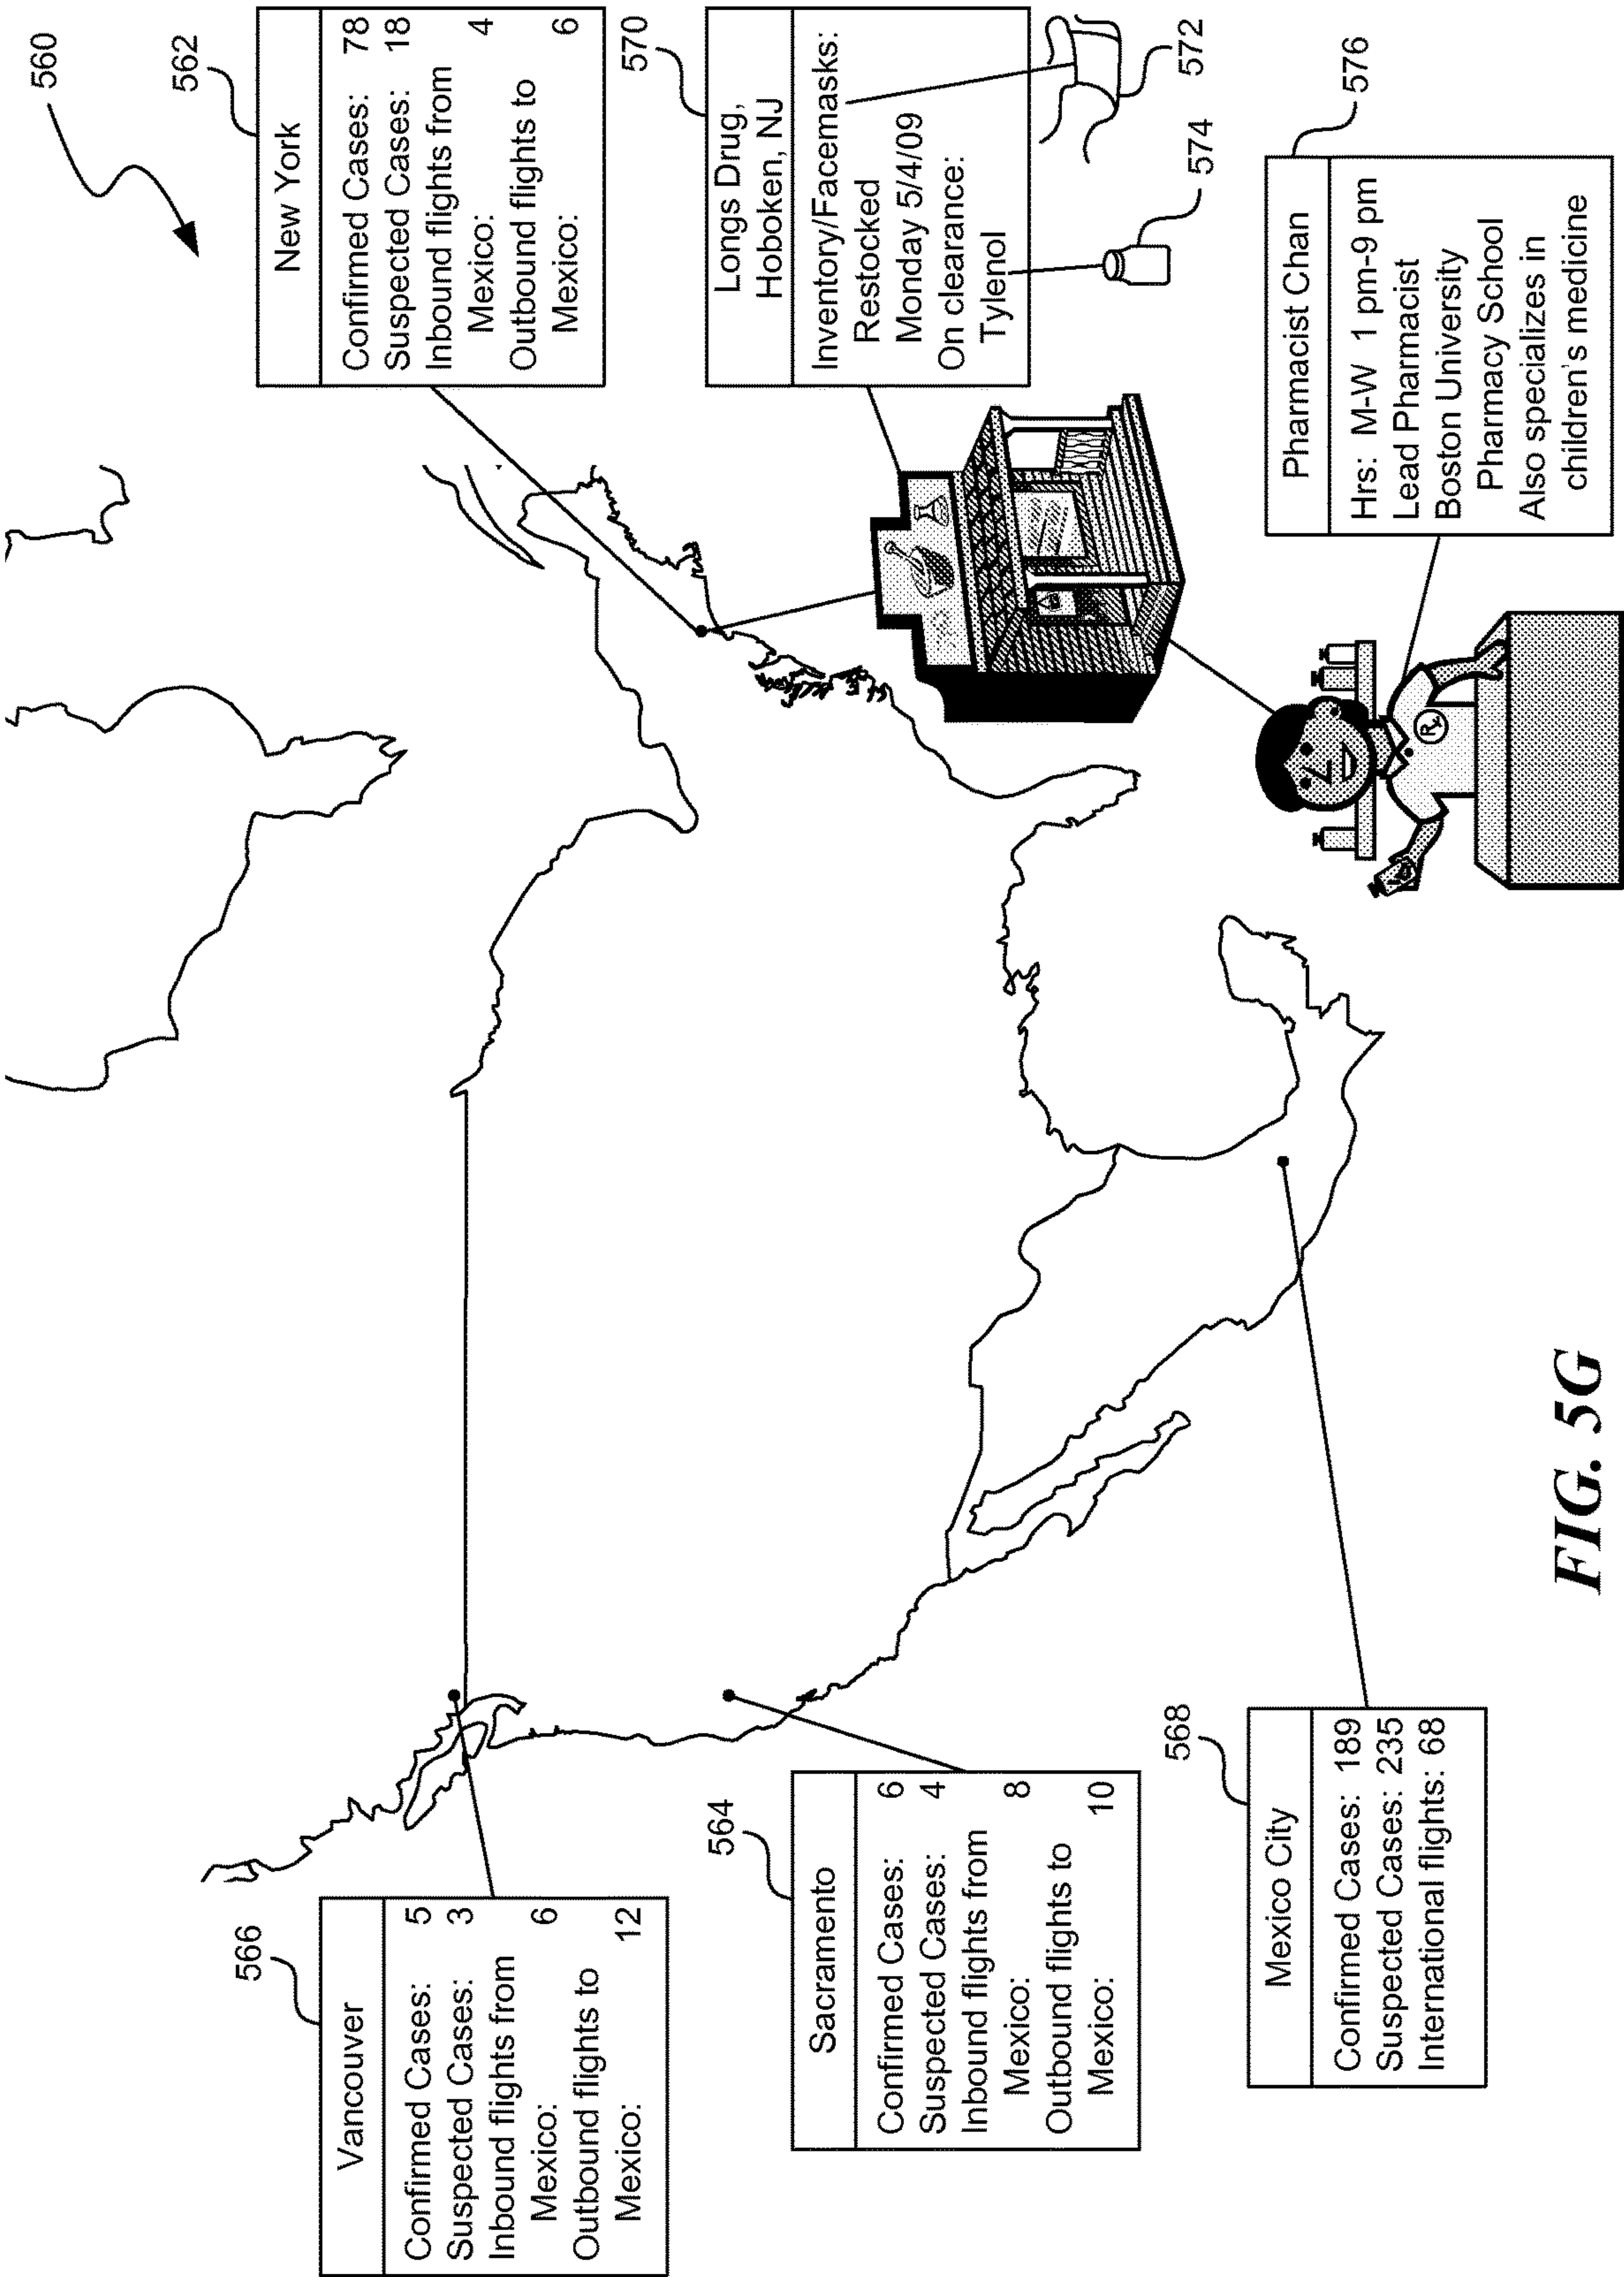 560
566
Vancouver
Confirmed Cases: 5
Suspected Cases: 3
Inbound flights from
Mexico: 6
Outbound flights to
Mexico: 12
564
Sacramento
Confirmed Cases: 6
Suspected Cases: 4
Inbound flights from
Mexico: 8
Outbound flights to
Mexico: 10
568
Mexico City
Confirmed Cases: 189
Suspected Cases: 235
International flights: 68
562
New York
Confirmed Cases: 78
Suspected Cases: 18
Inbound flights from
Mexico: 4
Outbound flights to
Mexico: 6
570
Longs Drug,
Hoboken, NJ
Inventory/Facemasks:
Restocked
Monday 5/4/09
On clearance:
Tylenol
572
574
576
Pharmacist Chan
Hrs: M-W 1 pm-9 pm
Lead Pharmacist
Boston University
Pharmacy School
Also specializes in
children's medicine
Rx
FIG. 5G